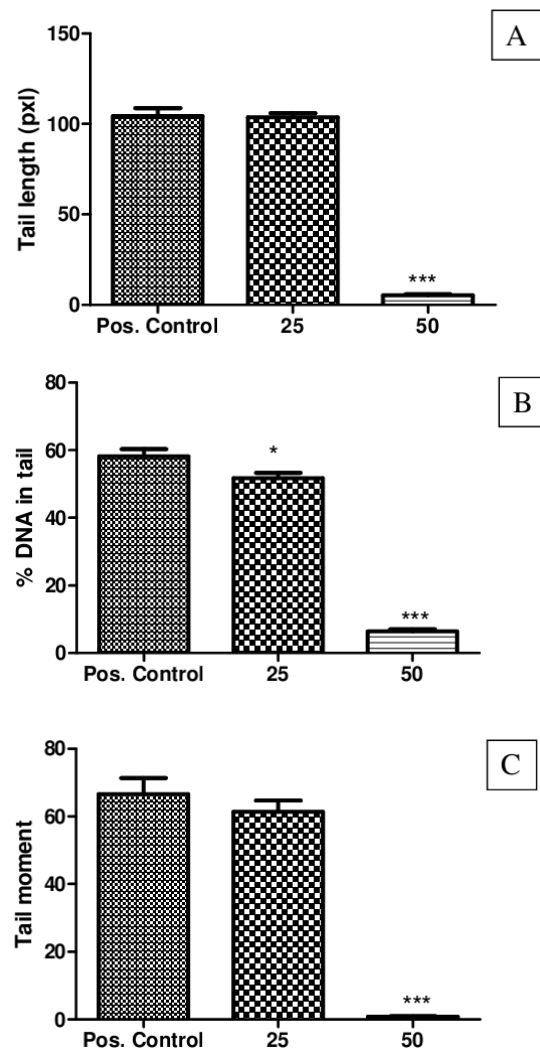 A
Tail length (pxl)
150
100
50
0
***
Pos. Control 25 50
B
% DNA in tail
80
60
40
20
0
*
***
Pos. Control 25 50
C
Tail moment
80
60
40
20
0
***
Pos. Control 25 50